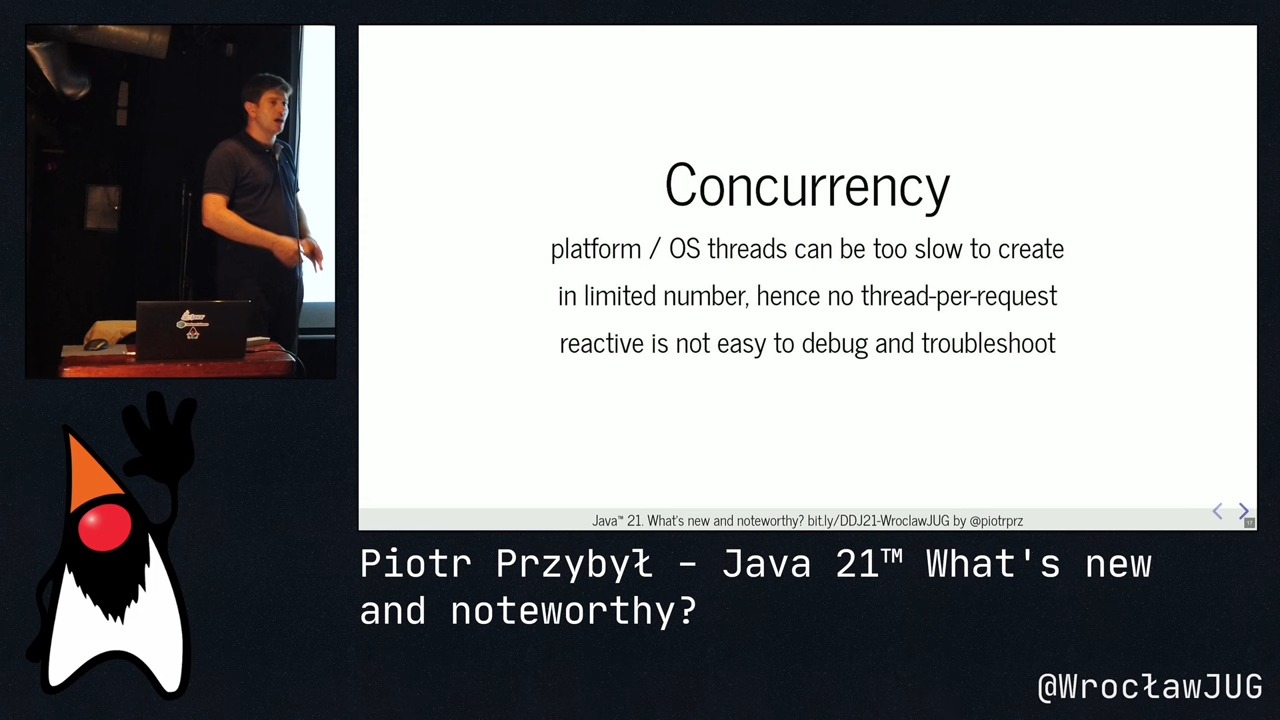 Concurrency
platform / OS threads can be too slow to create
in limited number, hence no thread-per-request
reactive is not easy to debug and troubleshoot
Java™ 21. What's new and noteworthy? bit.ly/DDJ21-WroclawJUG by @piotrprz
17
Piotr Przybył – Java 21™ What's new
and noteworthy?
@WrocławJUG